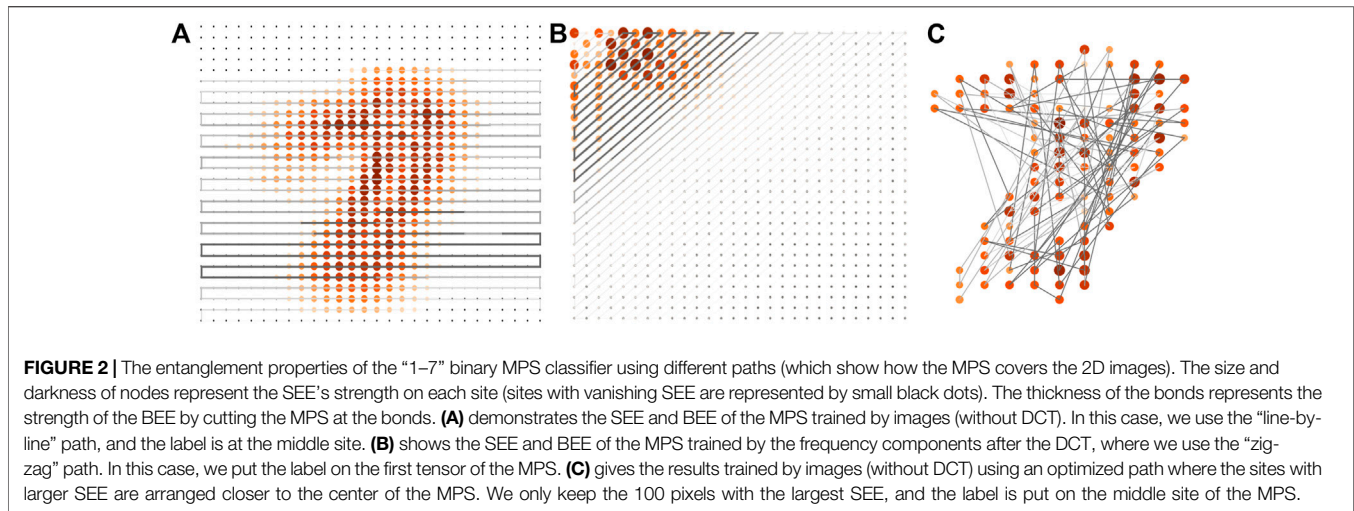 A B C
FIGURE 2 | The entanglement properties of the “1–7” binary MPS classifier using different paths (which show how the MPS covers the 2D images). The size and
darkness of nodes represent the SEE’s strength on each site (sites with vanishing SEE are represented by small black dots). The thickness of the bonds represents the
strength of the BEE by cutting the MPS at the bonds. (A) demonstrates the SEE and BEE of the MPS trained by images (without DCT). In this case, we use the “line-by-
line” path, and the label is at the middle site. (B) shows the SEE and BEE of the MPS trained by the frequency components after the DCT, where we use the “zig-
zag” path. In this case, we put the label on the first tensor of the MPS. (C) gives the results trained by images (without DCT) using an optimized path where the sites with
larger SEE are arranged closer to the center of the MPS. We only keep the 100 pixels with the largest SEE, and the label is put on the middle site of the MPS.